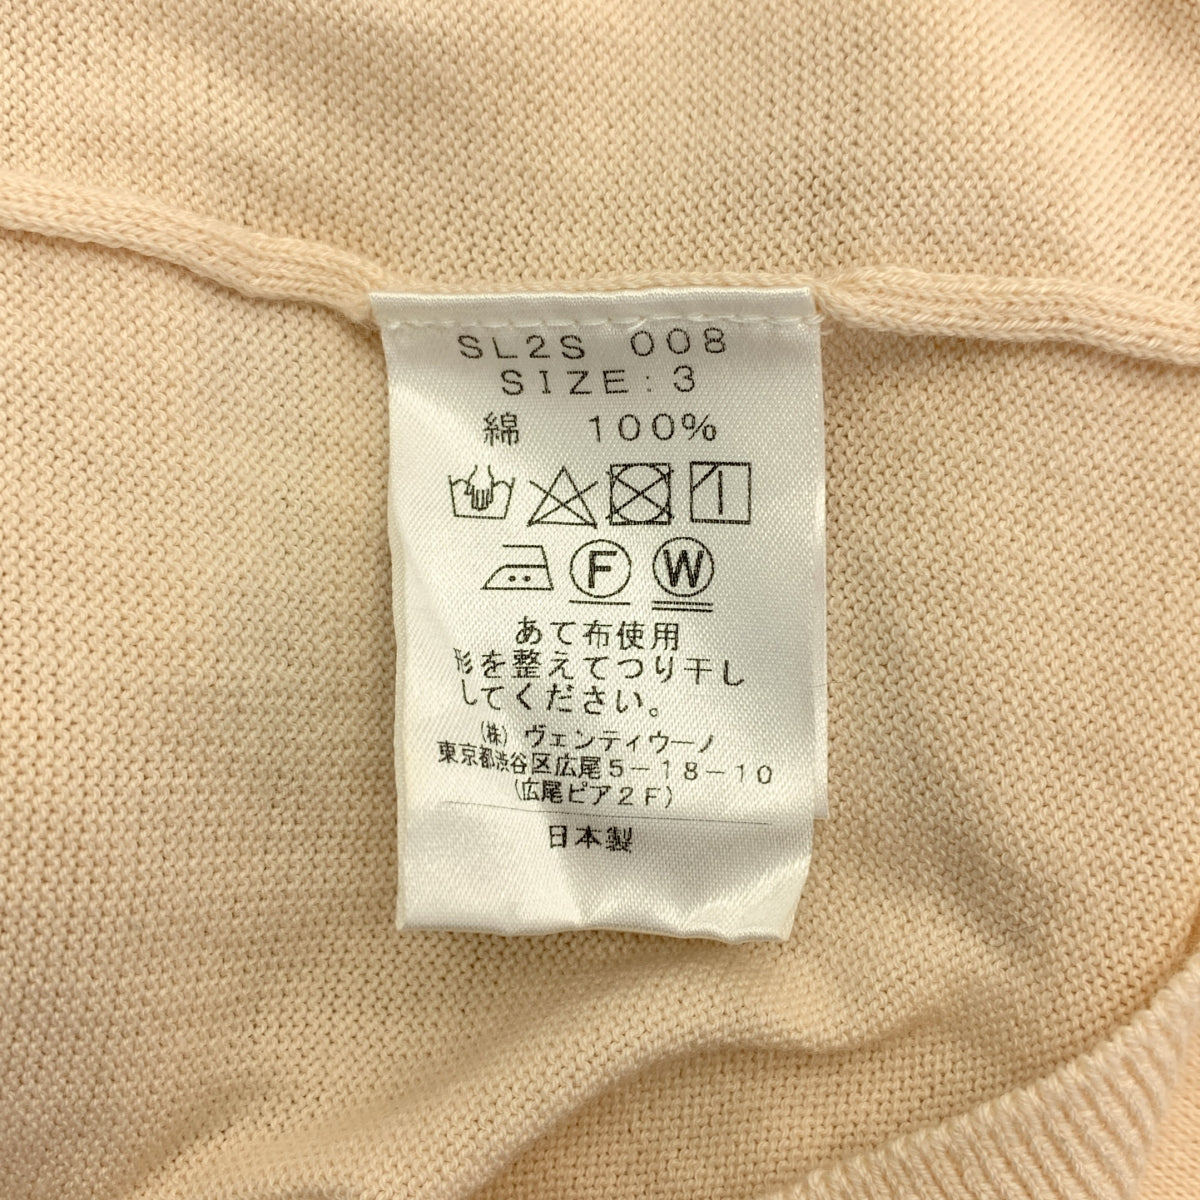 SL2S 008
SIZE:3
綿 100%
F W
あて布使用
形を整えてつり干し
してください。
(株)ヴェンティウーノ
東京都渋谷区広尾5-18-10
(広尾ピア2F)
日本製